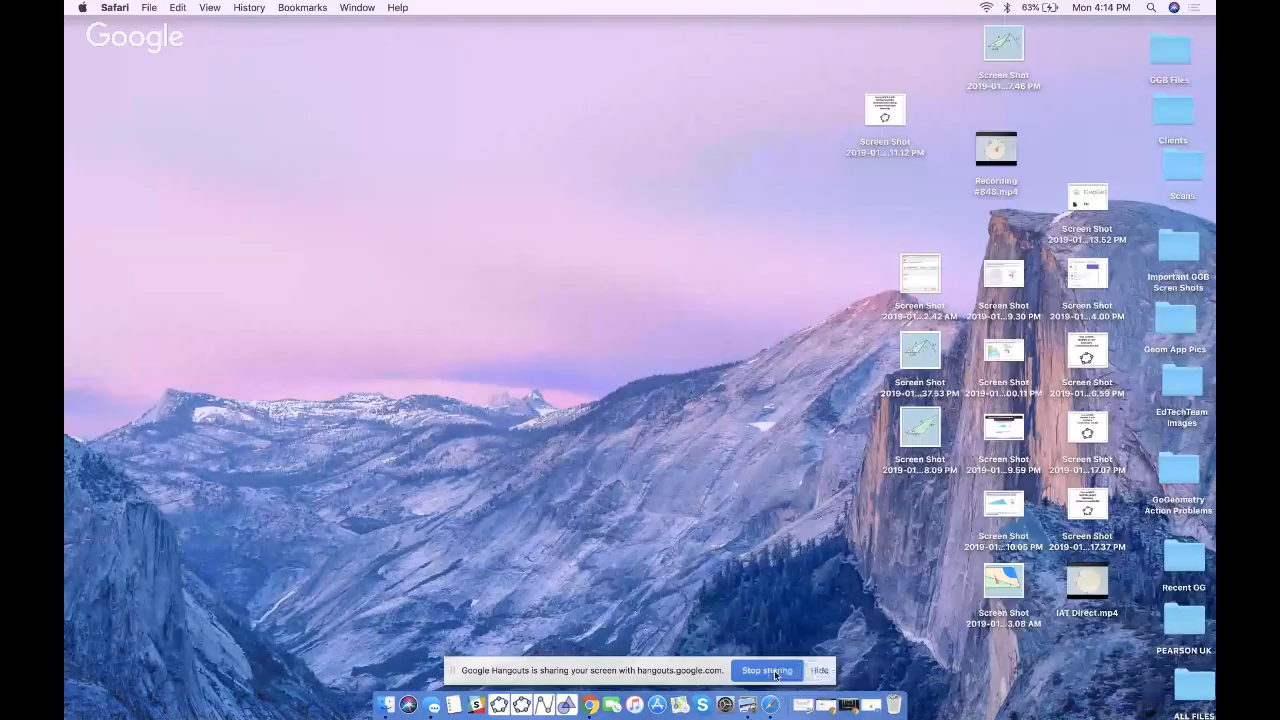 Safari File Edit View History Bookmarks Window Help
63% Mon 4:14 PM
Google
Screen Shot
2019-01...7.46 PM
GGB Files
Screen Shot
2019-01....11.12 PM
Clients
Recording
#848.mp4
Scans
Screen Shot
2019-01...13.52 PM
Important GGB
Scren Shots
Screen Shot
2019-01...2.42 AM
Screen Shot
2019-01...9.30 PM
Screen Shot
2019-01...4.00 PM
Geom App Pics
Screen Shot
2019-01...37.53 PM
Screen Shot
2019-01...00.11 PM
Screen Shot
2019-01...6.59 PM
EdTechTeam
Images
Screen Shot
2019-01...8.09 PM
Screen Shot
2019-01...9.59 PM
Screen Shot
2019-01...17.07 PM
GoGeometry
Action Problems
Screen Shot
2019-01...10.05 PM
Screen Shot
2019-01...17.37 PM
Recent GG
Screen Shot
2019-01...3.08 AM
IAT Direct.mp4
PEARSON UK
Google Hangouts is sharing your screen with hangouts.google.com. Stop sharing Hide
ALL FILES